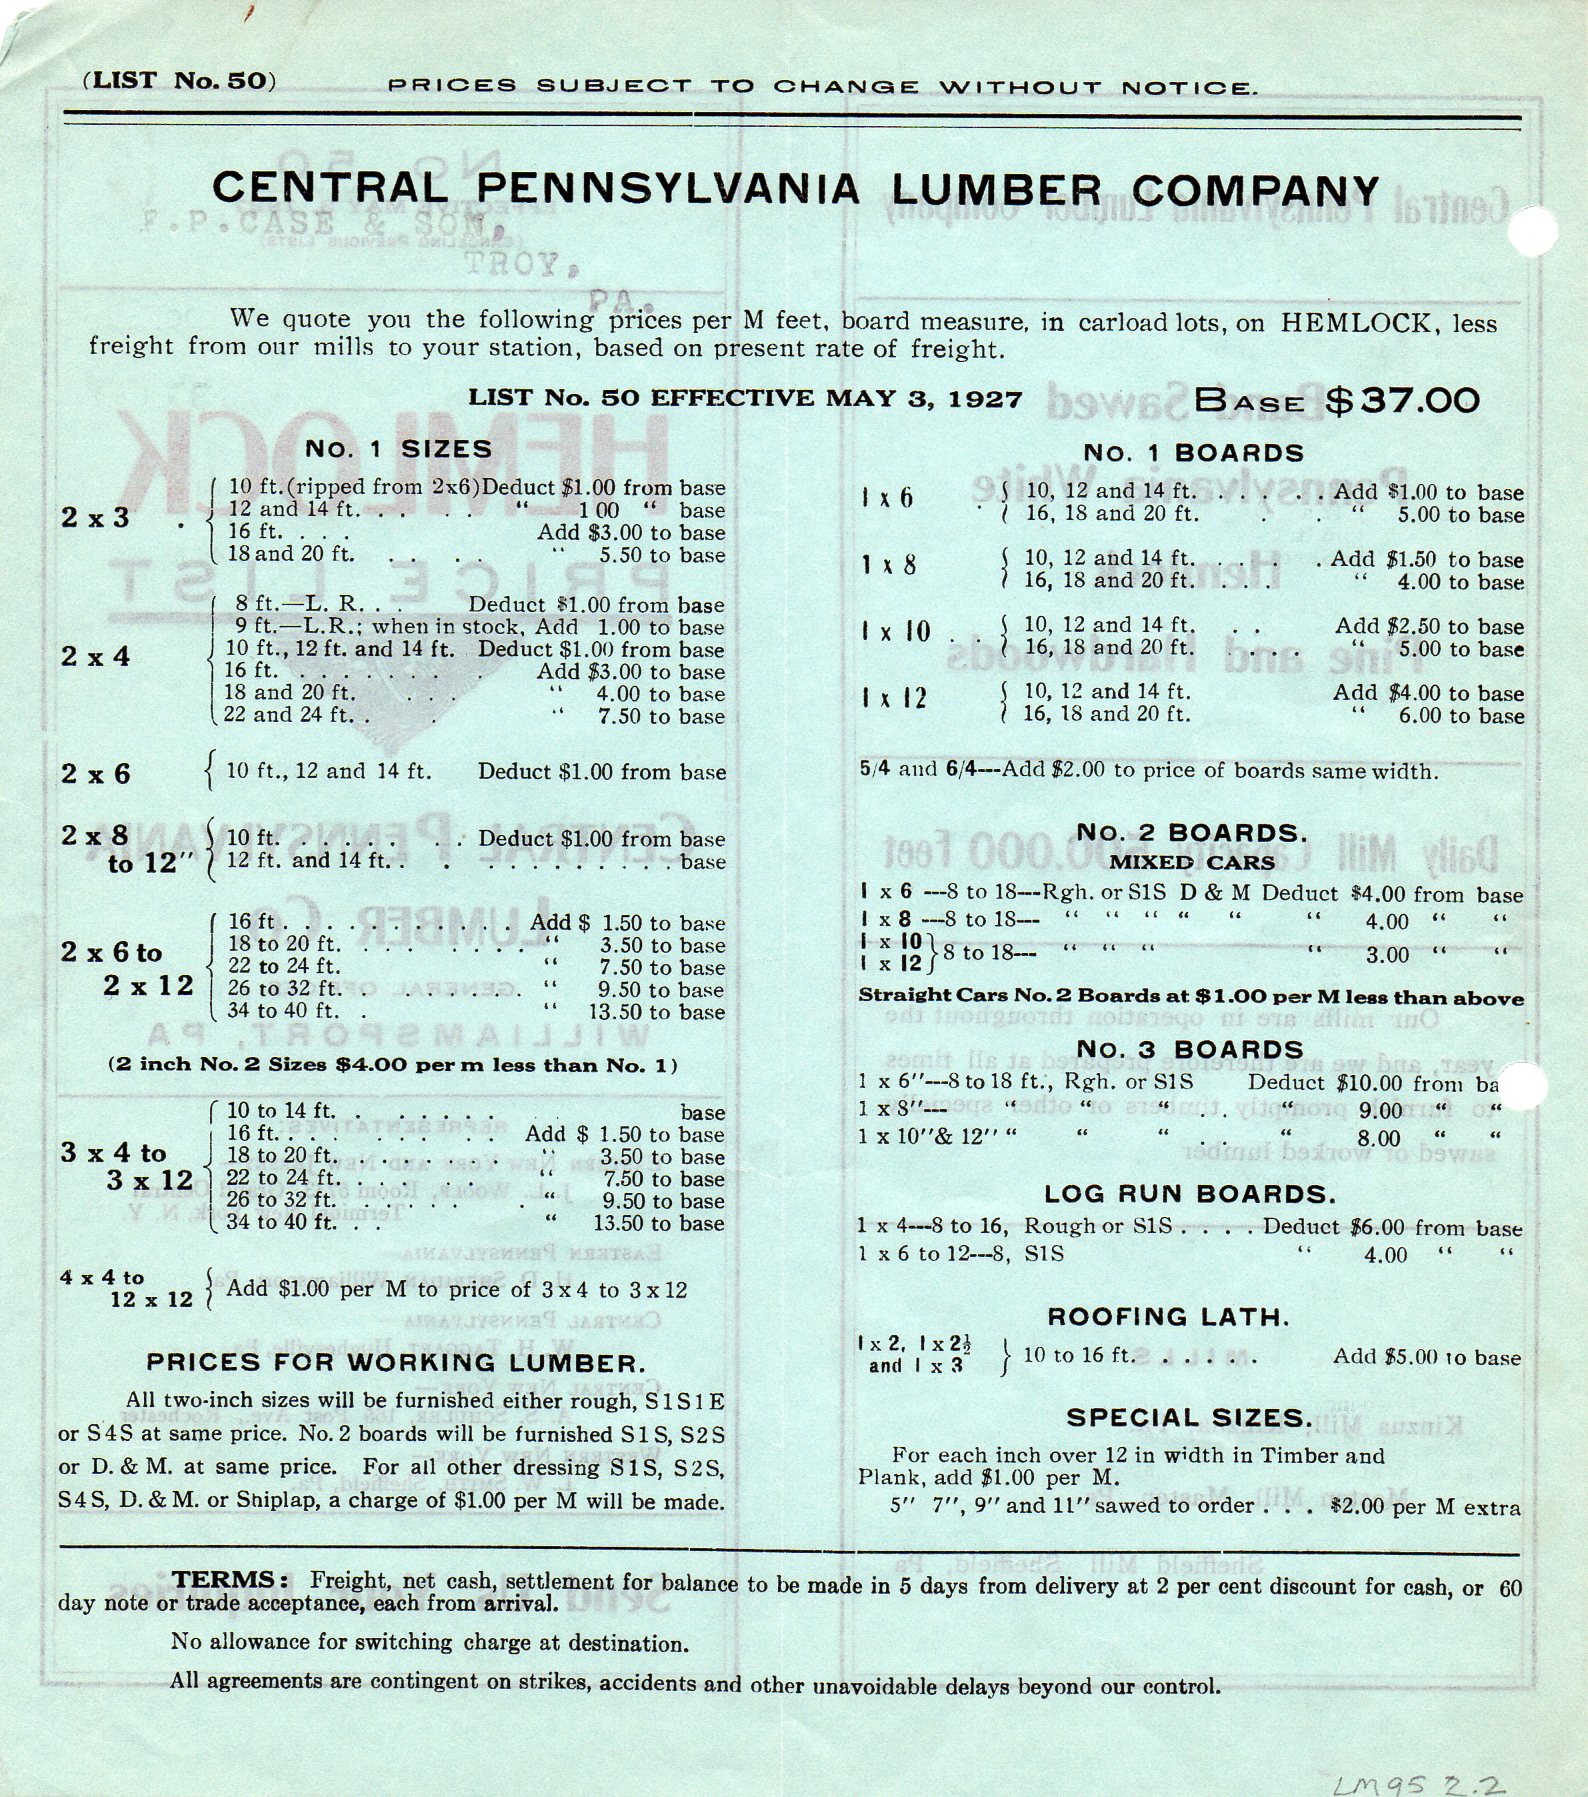 (LIST No. 50) PRICES SUBJECT TO CHANGE WITHOUT NOTICE.
CENTRAL PENNSYLVANIA LUMBER COMPANY
F.P.CASE & SON,
TROY,
PA.
We quote you the following prices per M feet, board measure, in carload lots, on HEMLOCK, less
freight from our mills to your station, based on present rate of freight.
LIST No. 50 EFFECTIVE MAY 3, 1927 BASE $37.00
No. 1 SIZES
2 x 3 . { 10 ft. (ripped from 2x6) Deduct $1.00 from base
12 and 14 ft. . . . . “ 1 00 “ base
16 ft. . . . Add $3.00 to base
18 and 20 ft. . . . . “ 5.50 to base
2 x 4 { 8 ft.—L. R. . . Deduct $1.00 from base
9 ft.—L.R.; when in stock, Add 1.00 to base
10 ft., 12 ft. and 14 ft. Deduct $1.00 from base
16 ft. . . . . . . . . Add $3.00 to base
18 and 20 ft. . . . “ 4.00 to base
22 and 24 ft. . . “ 7.50 to base
2 x 6 { 10 ft., 12 and 14 ft. Deduct $1.00 from base
2 x 8 to 12″ { 10 ft. . . . . . . . . Deduct $1.00 from base
12 ft. and 14 ft. . . . . . . . . . . . base
2 x 6 to 2 x 12 { 16 ft . . . . . . . . . . . Add $ 1.50 to base
18 to 20 ft. . . . . . . . “ 3.50 to base
22 to 24 ft. “ 7.50 to base
26 to 32 ft. . . . . . . . “ 9.50 to base
34 to 40 ft. . “ 13.50 to base
(2 inch No. 2 Sizes $4.00 per m less than No. 1)
3 x 4 to 3 x 12 { 10 to 14 ft. . . . . . . base
16 ft. . . . . . . . Add $ 1.50 to base
18 to 20 ft. . . . . . . . . “ 3.50 to base
22 to 24 ft. . . . . . . “ 7.50 to base
26 to 32 ft. . . . . . . “ 9.50 to base
34 to 40 ft. . . “ 13.50 to base
4 x 4 to 12 x 12 { Add $1.00 per M to price of 3 x 4 to 3 x 12
PRICES FOR WORKING LUMBER.
All two-inch sizes will be furnished either rough, S1S1E
or S4S at same price. No. 2 boards will be furnished S1S, S2S
or D. & M. at same price. For all other dressing S1S, S2S,
S4S, D. & M. or Shiplap, a charge of $1.00 per M will be made.
No. 1 BOARDS
1 x 6 . { 10, 12 and 14 ft. . . . . . Add $1.00 to base
16, 18 and 20 ft. . . “ 5.00 to base
1 x 8 { 10, 12 and 14 ft. . . . . . Add $1.50 to base
16, 18 and 20 ft. . . . “ 4.00 to base
1 x 10 . . { 10, 12 and 14 ft. . . Add $2.50 to base
16, 18 and 20 ft. . . . . “ 5.00 to base
1 x 12 { 10, 12 and 14 ft. Add $4.00 to base
16, 18 and 20 ft. “ 6.00 to base
5/4 and 6/4---Add $2.00 to price of boards same width.
No. 2 BOARDS.
MIXED CARS
1 x 6 ---8 to 18---Rgh. or S1S D & M Deduct $4.00 from base
1 x 8 ---8 to 18--- “ “ “ “ “ “ 4.00 “ “
1 x 10
1 x 12 } 8 to 18--- “ “ “ “ 3.00 “ “
Straight Cars No. 2 Boards at $1.00 per M less than above
No. 3 BOARDS
1 x 6″---8 to 18 ft., Rgh. or S1S Deduct $10.00 from ba
1 x 8″--- “ “ “ . . “ 9.00 “ “
1 x 10″ & 12″ “ “ “ . . “ 8.00 “ “
LOG RUN BOARDS.
1 x 4---8 to 16, Rough or S1S . . . . Deduct $6.00 from base
1 x 6 to 12---8, S1S “ 4.00 “ “
ROOFING LATH.
1 x 2, 1 x 2½ and 1 x 3 } 10 to 16 ft. . . . . . Add $5.00 to base
SPECIAL SIZES.
For each inch over 12 in width in Timber and
Plank, add $1.00 per M.
5″ 7″, 9″ and 11″ sawed to order . . . $2.00 per M extra
TERMS: Freight, net cash, settlement for balance to be made in 5 days from delivery at 2 per cent discount for cash, or 60
day note or trade acceptance, each from arrival.
No allowance for switching charge at destination.
All agreements are contingent on strikes, accidents and other unavoidable delays beyond our control.
LM95 2.2